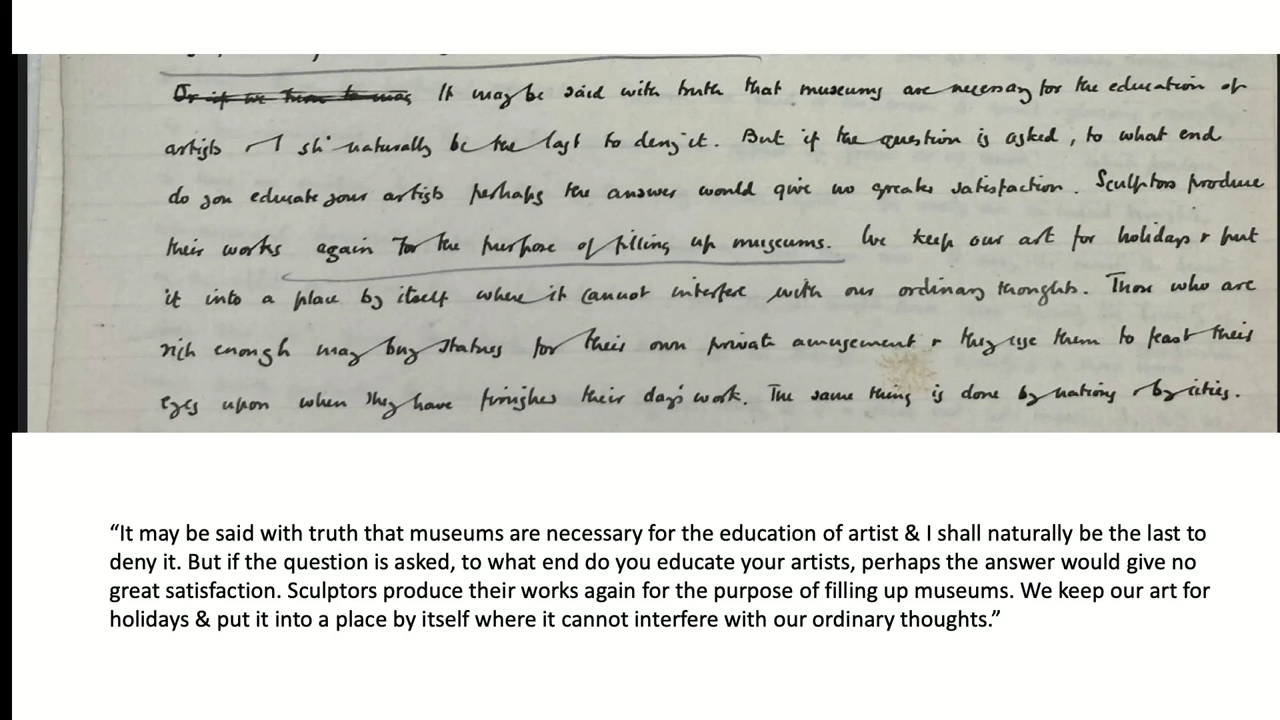 Or if we turn to mus It may be said with truth that museums are necessary for the education of
artists & I shd naturally be the last to deny it. But if the question is asked, to what end
do you educate your artists perhaps the answer would give no greater satisfaction. Sculptors produce
their works again for the purpose of filling up museums. We keep our art for holidays & put
it into a place by itself where it cannot interfere with our ordinary thoughts. Those who are
rich enough may buy statues for their own private amusement & they use them to feast their
eyes upon when they have finished their day's work. The same thing is done by nations & by cities.
“It may be said with truth that museums are necessary for the education of artist & I shall naturally be the last to
deny it. But if the question is asked, to what end do you educate your artists, perhaps the answer would give no
great satisfaction. Sculptors produce their works again for the purpose of filling up museums. We keep our art for
holidays & put it into a place by itself where it cannot interfere with our ordinary thoughts.”